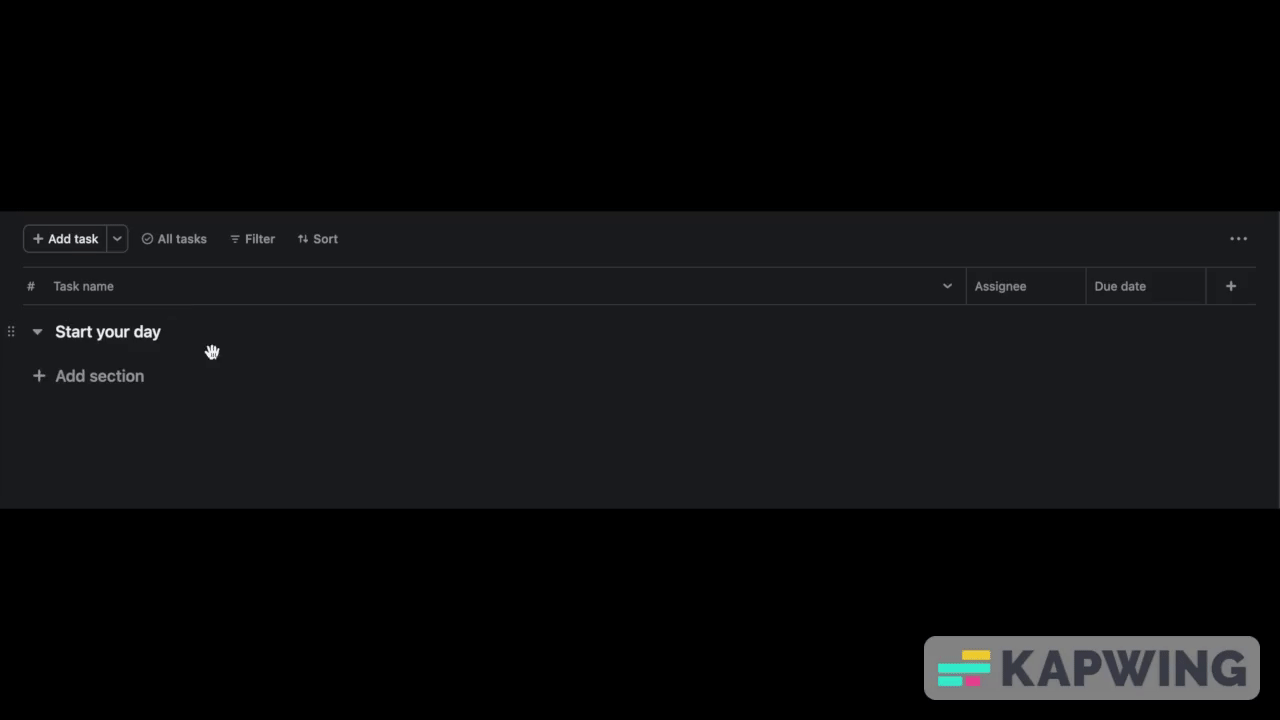 Add task All tasks Filter Sort
# Task name Assignee Due date
Start your day
Add section
KAPWING